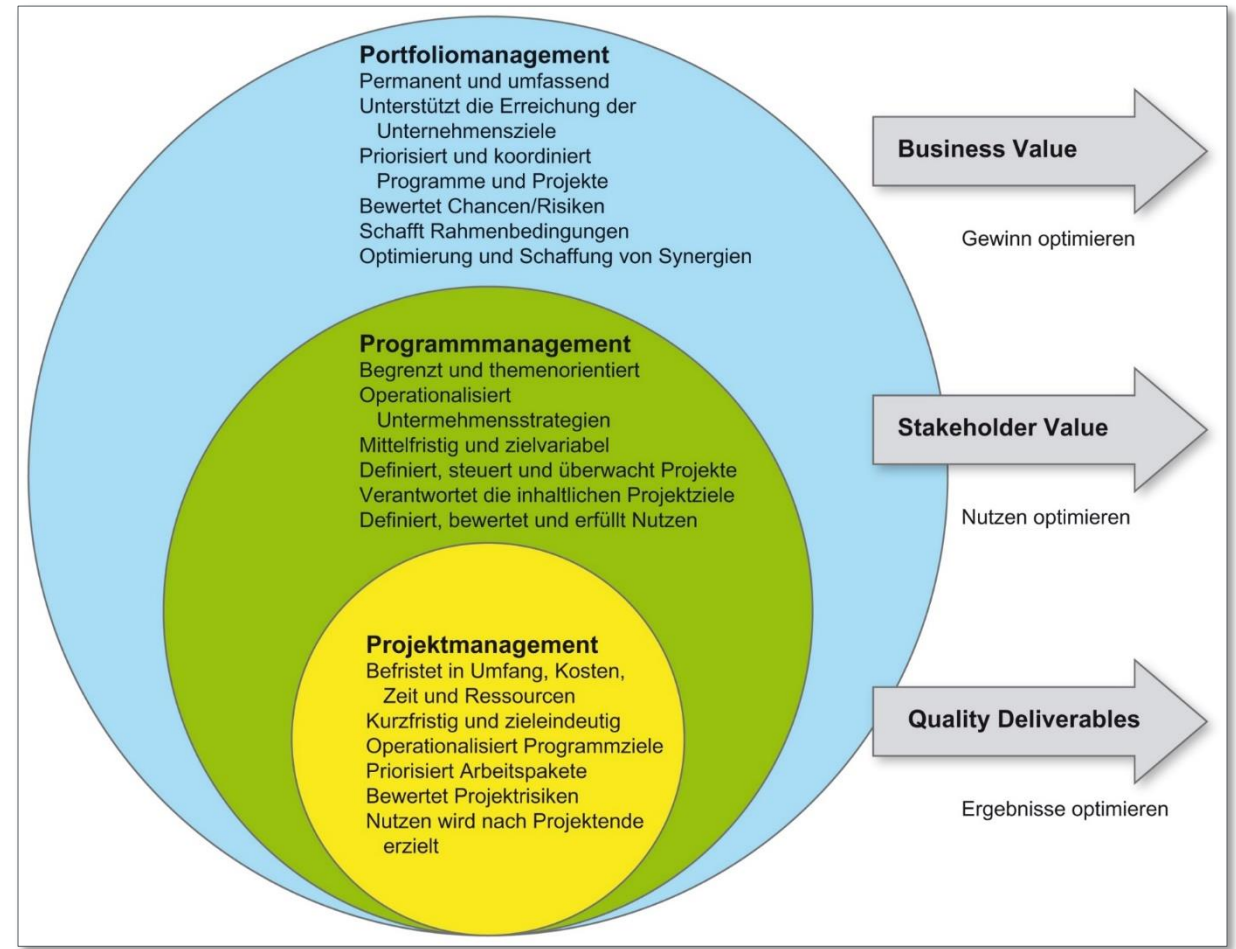 Portfoliomanagement
Permanent und umfassend
Unterstützt die Erreichung der
Unternehmensziele
Priorisiert und koordiniert
Programme und Projekte
Bewertet Chancen/Risiken
Schafft Rahmenbedingungen
Optimierung und Schaffung von Synergien
Business Value
Gewinn optimieren
Programmmanagement
Begrenzt und themenorientiert
Operationalisiert
Untermehmensstrategien
Mittelfristig und zielvariabel
Definiert, steuert und überwacht Projekte
Verantwortet die inhaltlichen Projektziele
Definiert, bewertet und erfüllt Nutzen
Stakeholder Value
Nutzen optimieren
Projektmanagement
Befristet in Umfang, Kosten,
Zeit und Ressourcen
Kurzfristig und zieleindeutig
Operationalisiert Programmziele
Priorisiert Arbeitspakete
Bewertet Projektrisiken
Nutzen wird nach Projektende
erzielt
Quality Deliverables
Ergebnisse optimieren